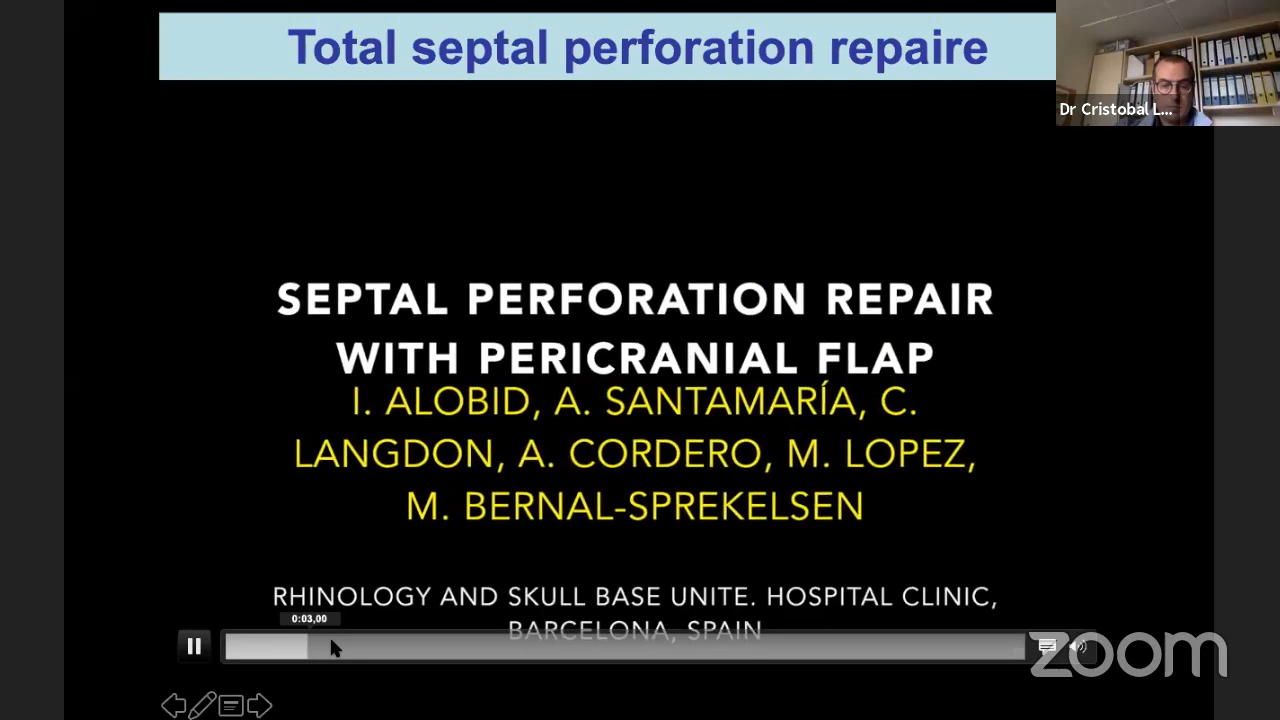 Total septal perforation repaire
Dr Cristobal L...
SEPTAL PERFORATION REPAIR
WITH PERICRANIAL FLAP
I. ALOBID, A. SANTAMARÍA, C.
LANGDON, A. CORDERO, M. LOPEZ,
M. BERNAL-SPREKELSEN
RHINOLOGY AND SKULL BASE UNITE. HOSPITAL CLINIC,
0:03,00
BARCELONA, SPAIN
zoom